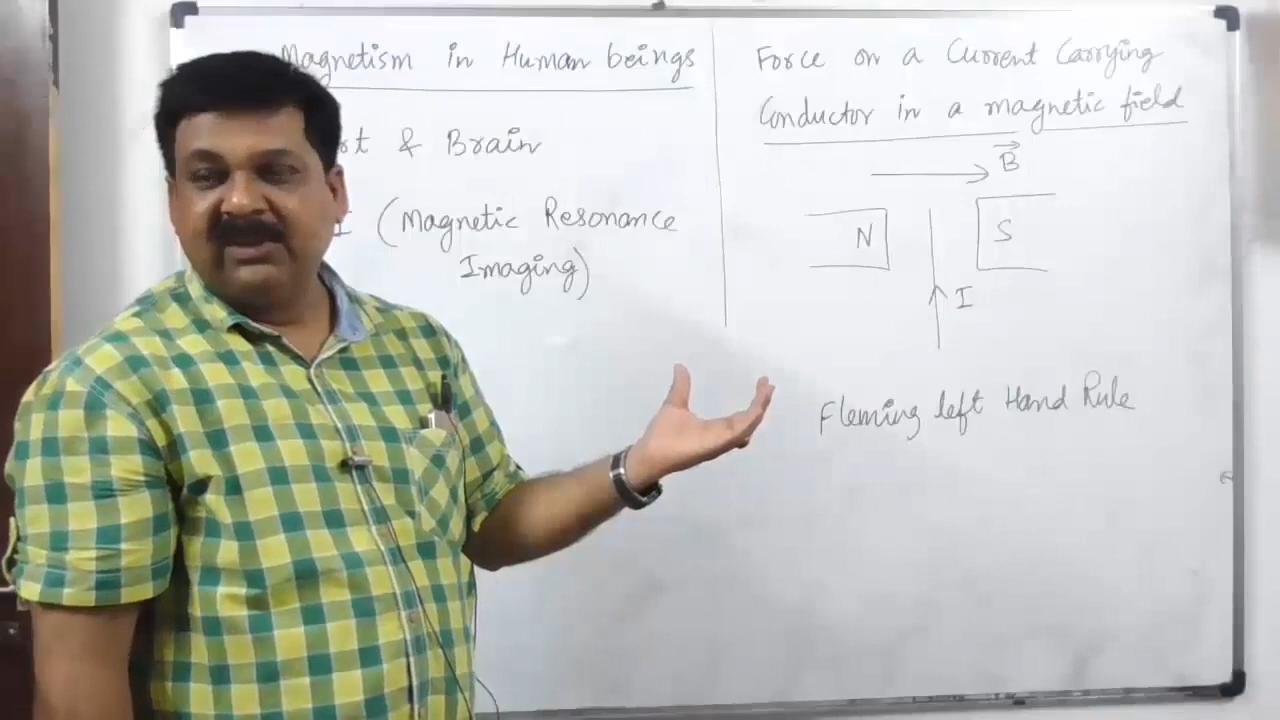 Magnetism in Human beings
& Brain
(Magnetic Resonance
Imaging)
Force on a Current Carrying
Conductor in a magnetic field
B
N
S
I
Fleming left Hand Rule